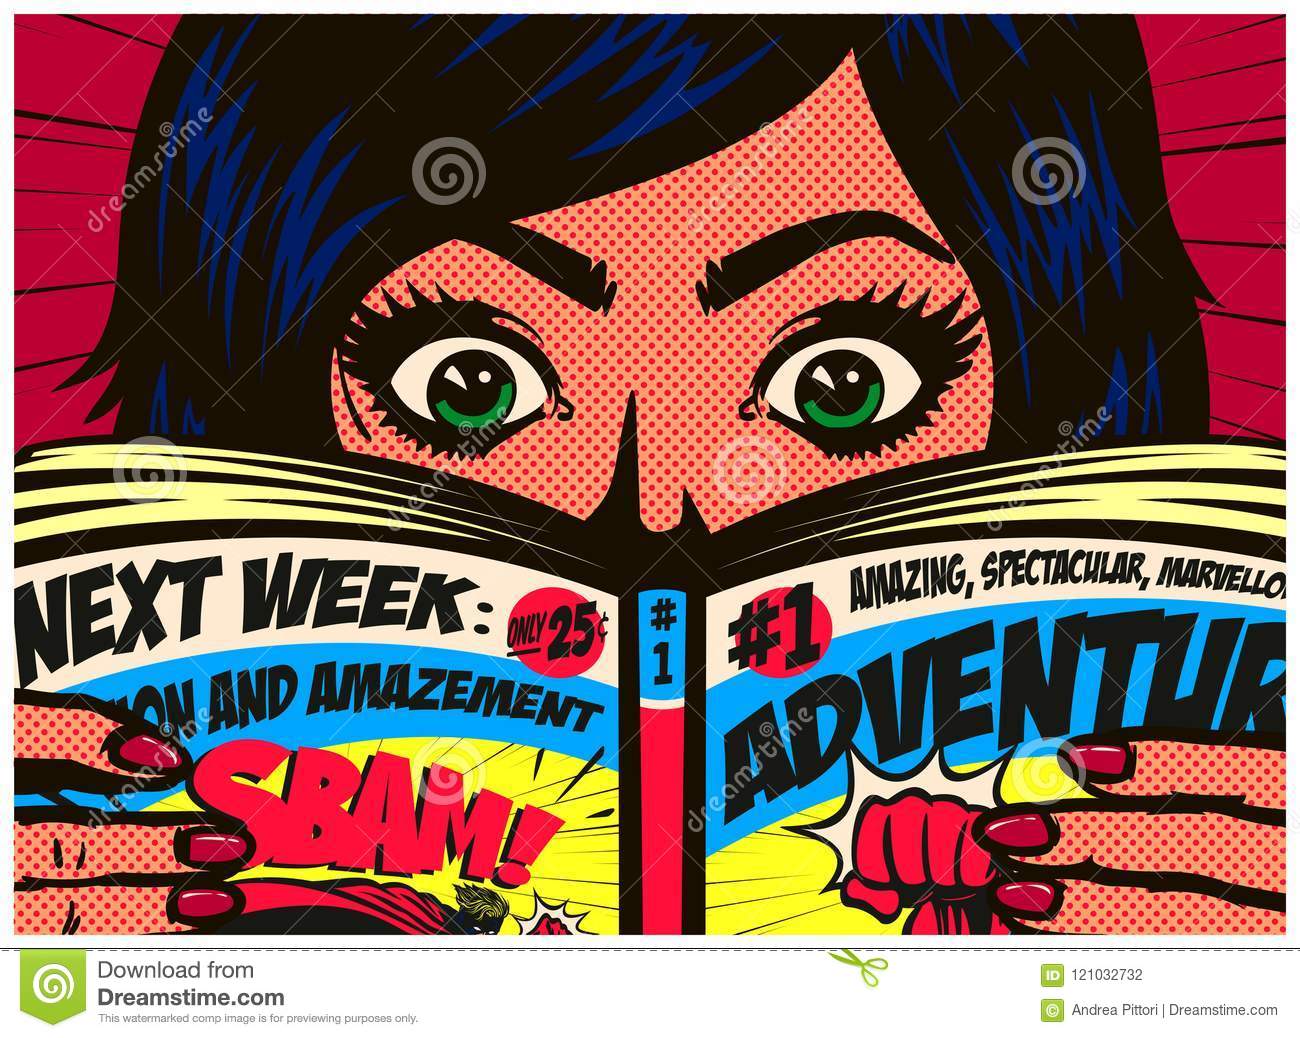 NEXT WEEK:
ONLY 25¢
ION AND AMAZEMENT
SBAM!
#
1
#1
AMAZING, SPECTACULAR, MARVELLO
ADVENTUR
dreamstime
Download from
Dreamstime.com
This watermarked comp image is for previewing purposes only.
ID 121032732
© Andrea Pittori | Dreamstime.com